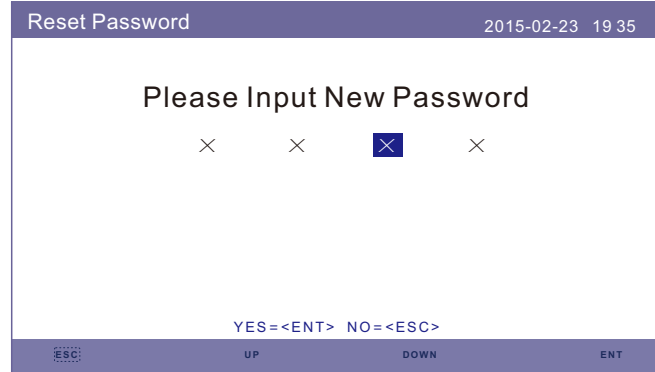 Reset Password 2015-02-23 19 35
Please Input New Password
X X X X
YES=<ENT> NO=<ESC>
ESC UP DOWN ENT